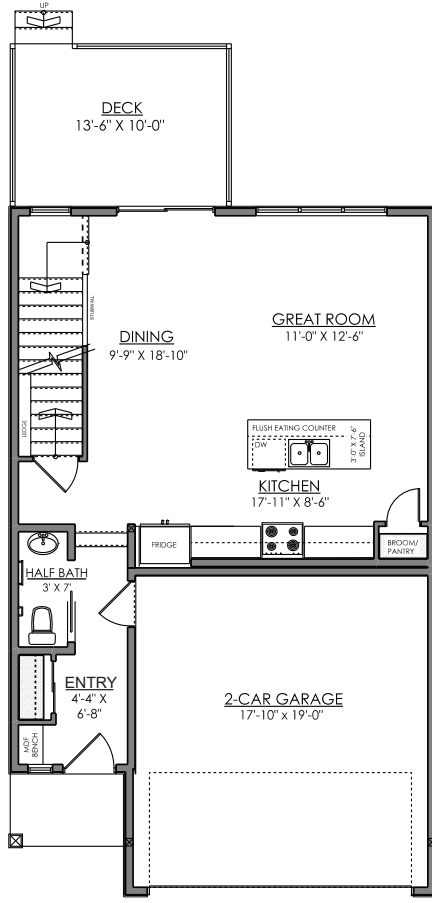 UP
DECK
13'-6" X 10'-0"
STUBWALL
GREAT ROOM
11'-0" X 12'-6"
DINING
9'-9" X 18'-10"
LEDGE
FLUSH EATING COUNTER
DW
3'-0" X 7'-6"
ISLAND
KITCHEN
17'-11" X 8'-6"
FRIDGE
BROOM/
PANTRY
HALF BATH
3' X 7'
ENTRY
4'-4" X
6'-8"
2-CAR GARAGE
17'-10" x 19'-0"
MDF
BENCH